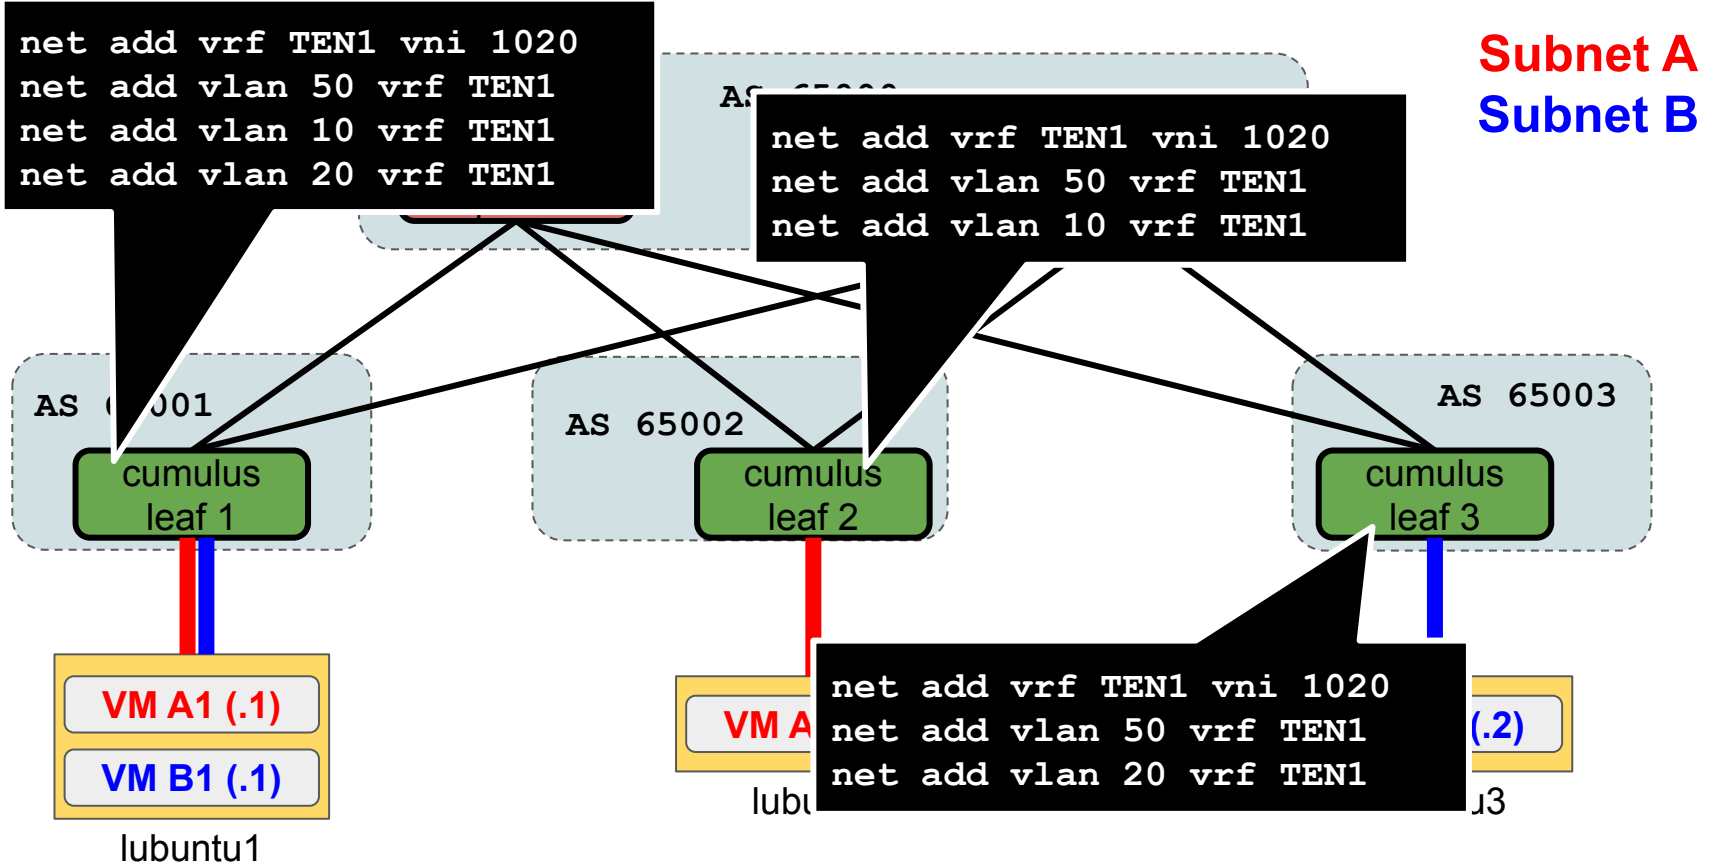 net add vrf TEN1 vni 1020
net add vlan 50 vrf TEN1
net add vlan 10 vrf TEN1
net add vlan 20 vrf TEN1
Subnet A
Subnet B
AS
net add vrf TEN1 vni 1020
net add vlan 50 vrf TEN1
net add vlan 10 vrf TEN1
AS
AS 65002
AS 65003
cumulus
leaf 1
cumulus
leaf 2
cumulus
leaf 3
VM A1 (.1)
VM B1 (.1)
lubuntu1
VM
net add vrf TEN1 vni 1020
net add vlan 50 vrf TEN1
net add vlan 20 vrf TEN1
(.2)